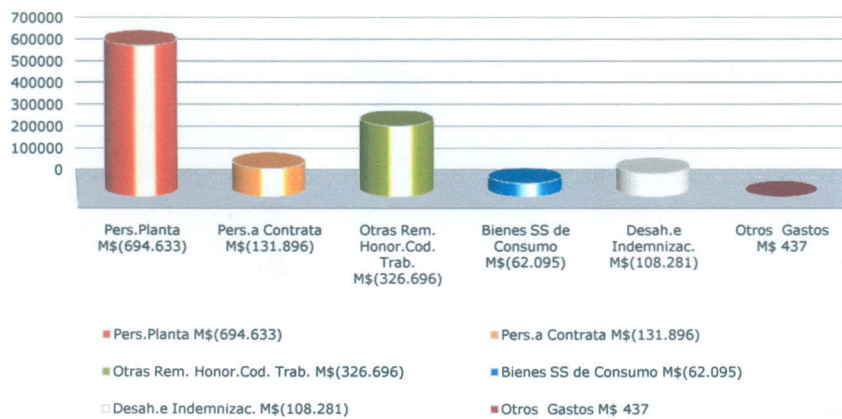 700000
600000
500000
400000
300000
200000
100000
0
Pers.Planta
M$(694.633)
Pers.a Contrata
M$(131.896)
Otras Rem.
Honor.Cod.
Trab.
M$(326.696)
Bienes SS de
Consumo
M$(62.095)
Desah.e
Indemnizac.
M$(108.281)
Otros Gastos
M$ 437
Pers.Planta M$(694.633)
Pers.a Contrata M$(131.896)
Otras Rem. Honor.Cod. Trab. M$(326.696)
Bienes SS de Consumo M$(62.095)
Desah.e Indemnizac. M$(108.281)
Otros Gastos M$ 437